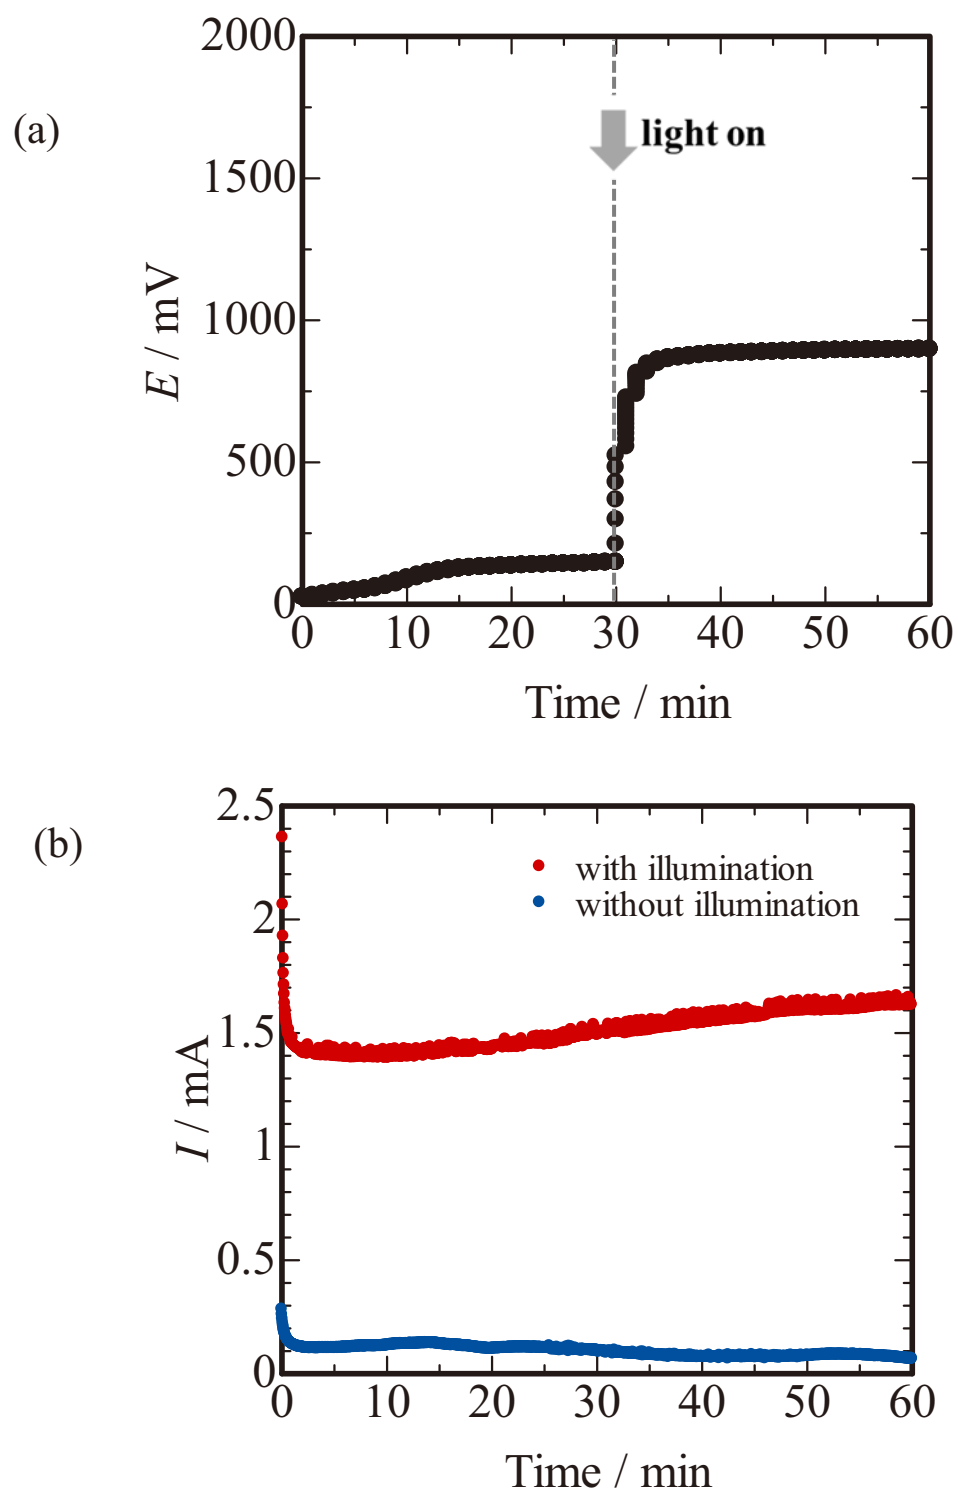 (a)
2000
1500
1000
500
0
E / mV
light on
0 10 20 30 40 50 60
Time / min
(b)
2.5
2
1.5
1
0.5
0
I / mA
with illumination
without illumination
0 10 20 30 40 50 60
Time / min